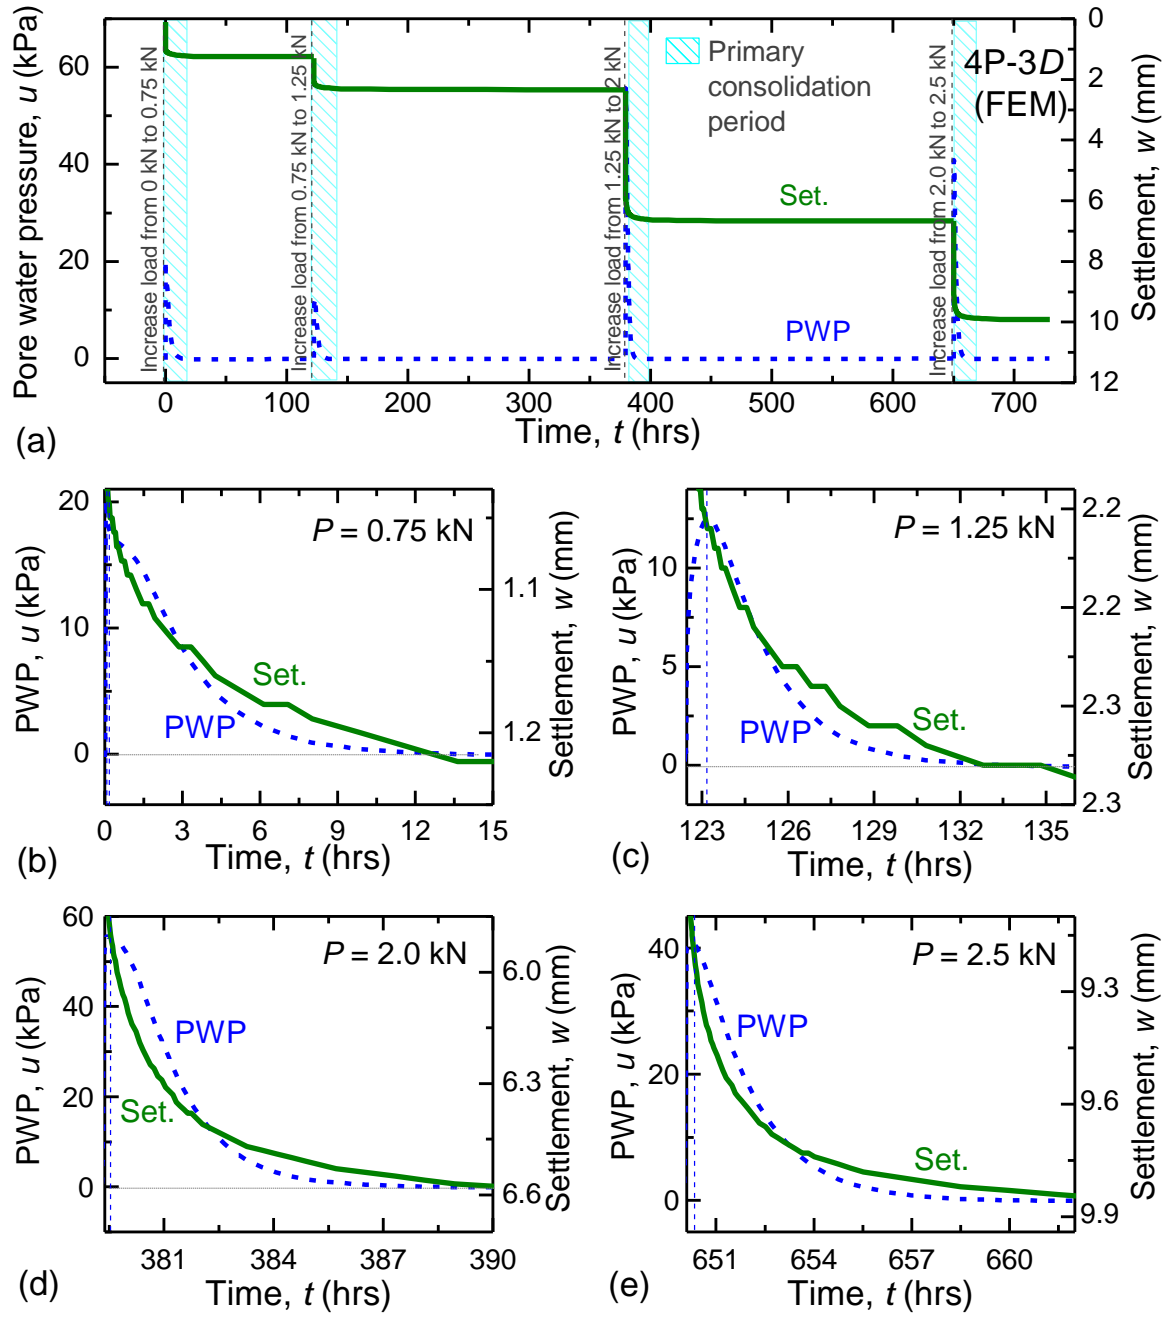 Pore water pressure, u (kPa)
60
40
20
0
Increase load from 0 kN to 0.75 kN
Increase load from 0.75 kN to 1.25 kN
Increase load from 1.25 kN to 2 kN
Increase load from 2.0 kN to 2.5 kN
Primary
consolidation
period
4P-3D
(FEM)
Set.
PWP
0
2
4
6
8
10
12
Settlement, w (mm)
0 100 200 300 400 500 600 700
Time, t (hrs)
(a)
PWP, u (kPa)
20
10
0
P = 0.75 kN
Set.
PWP
1.1
1.2
Settlement, w (mm)
0 3 6 9 12 15
Time, t (hrs)
(b)
PWP, u (kPa)
10
5
0
P = 1.25 kN
Set.
PWP
2.2
2.2
2.3
2.3
Settlement, w (mm)
123 126 129 132 135
Time, t (hrs)
(c)
PWP, u (kPa)
60
40
20
0
P = 2.0 kN
PWP
Set.
6.0
6.3
6.6
Settlement, w (mm)
381 384 387 390
Time, t (hrs)
(d)
PWP, u (kPa)
40
20
0
P = 2.5 kN
PWP
Set.
9.3
9.6
9.9
Settlement, w (mm)
651 654 657 660
Time, t (hrs)
(e)